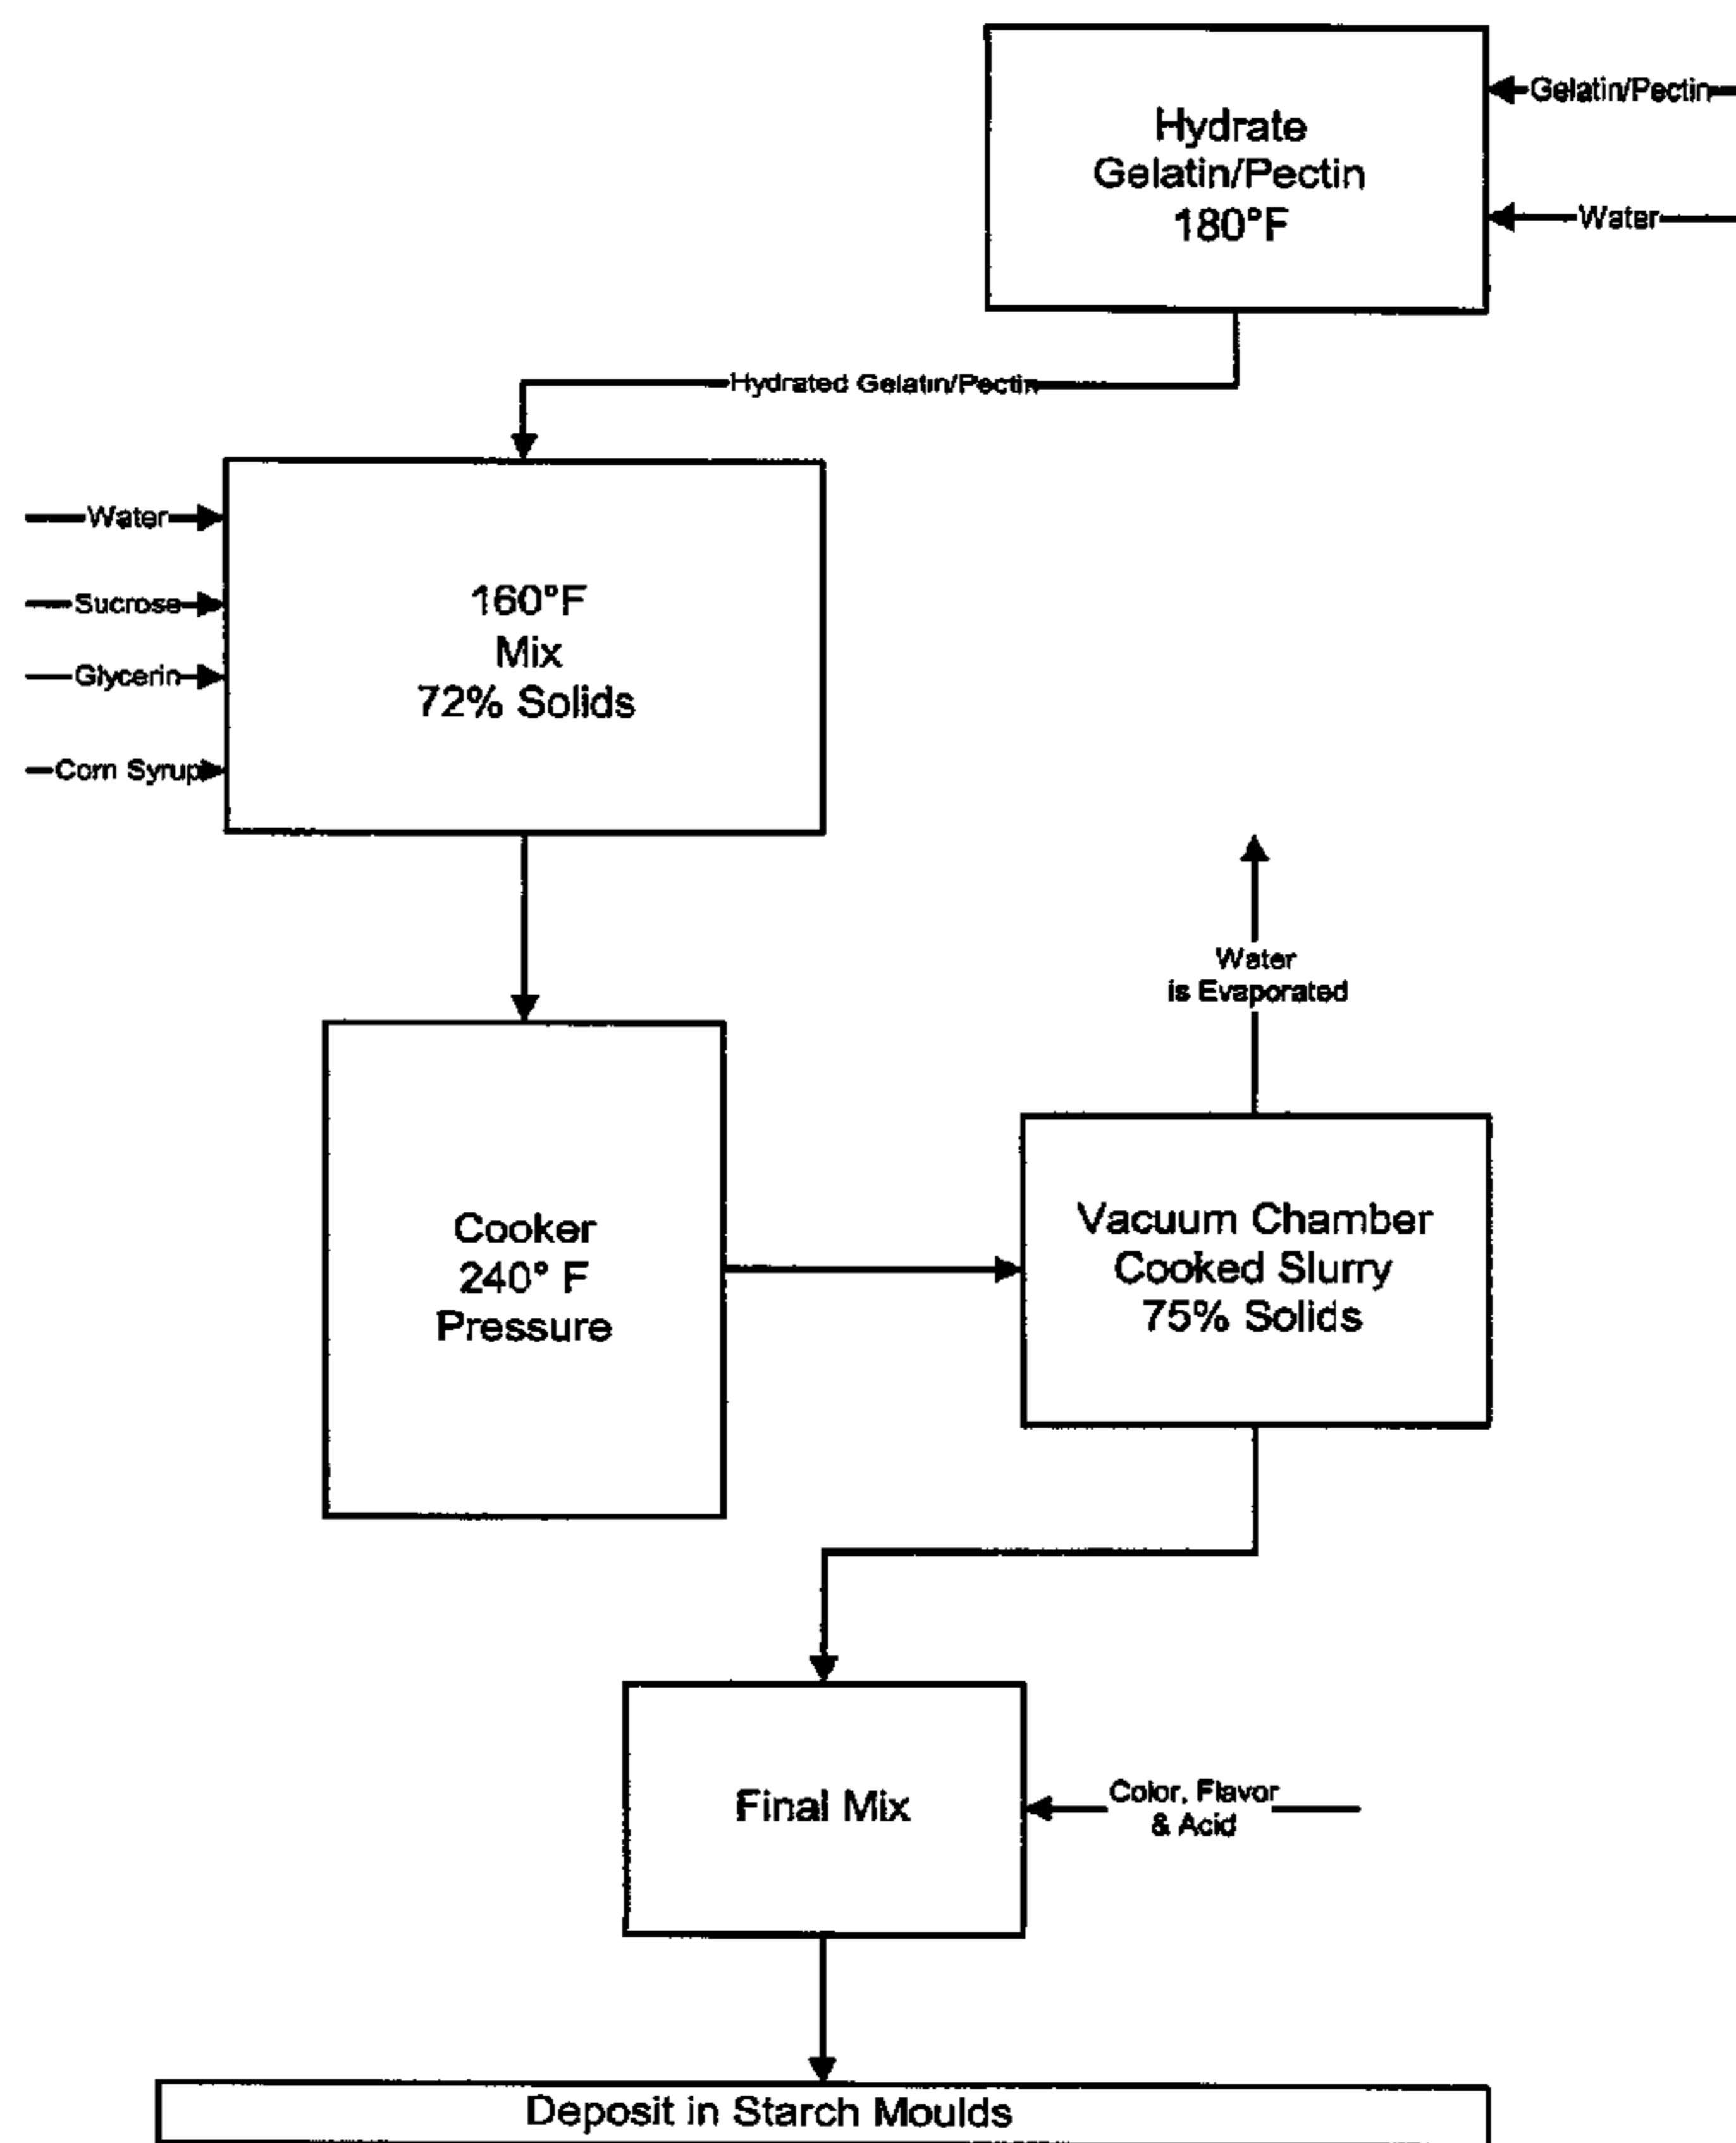 Hydrate
Gelatin/Pectin
180°F
Gelatin/Pectin
Water
Hydrated Gelatin/Pectin
Water
Sucrose
Glycerin
Corn Syrup
160°F
Mix
72% Solids
Water
is Evaporated
Cooker
240° F
Pressure
Vacuum Chamber
Cooked Slurry
75% Solids
Final Mix
Color, Flavor
& Acid
Deposit in Starch Moulds